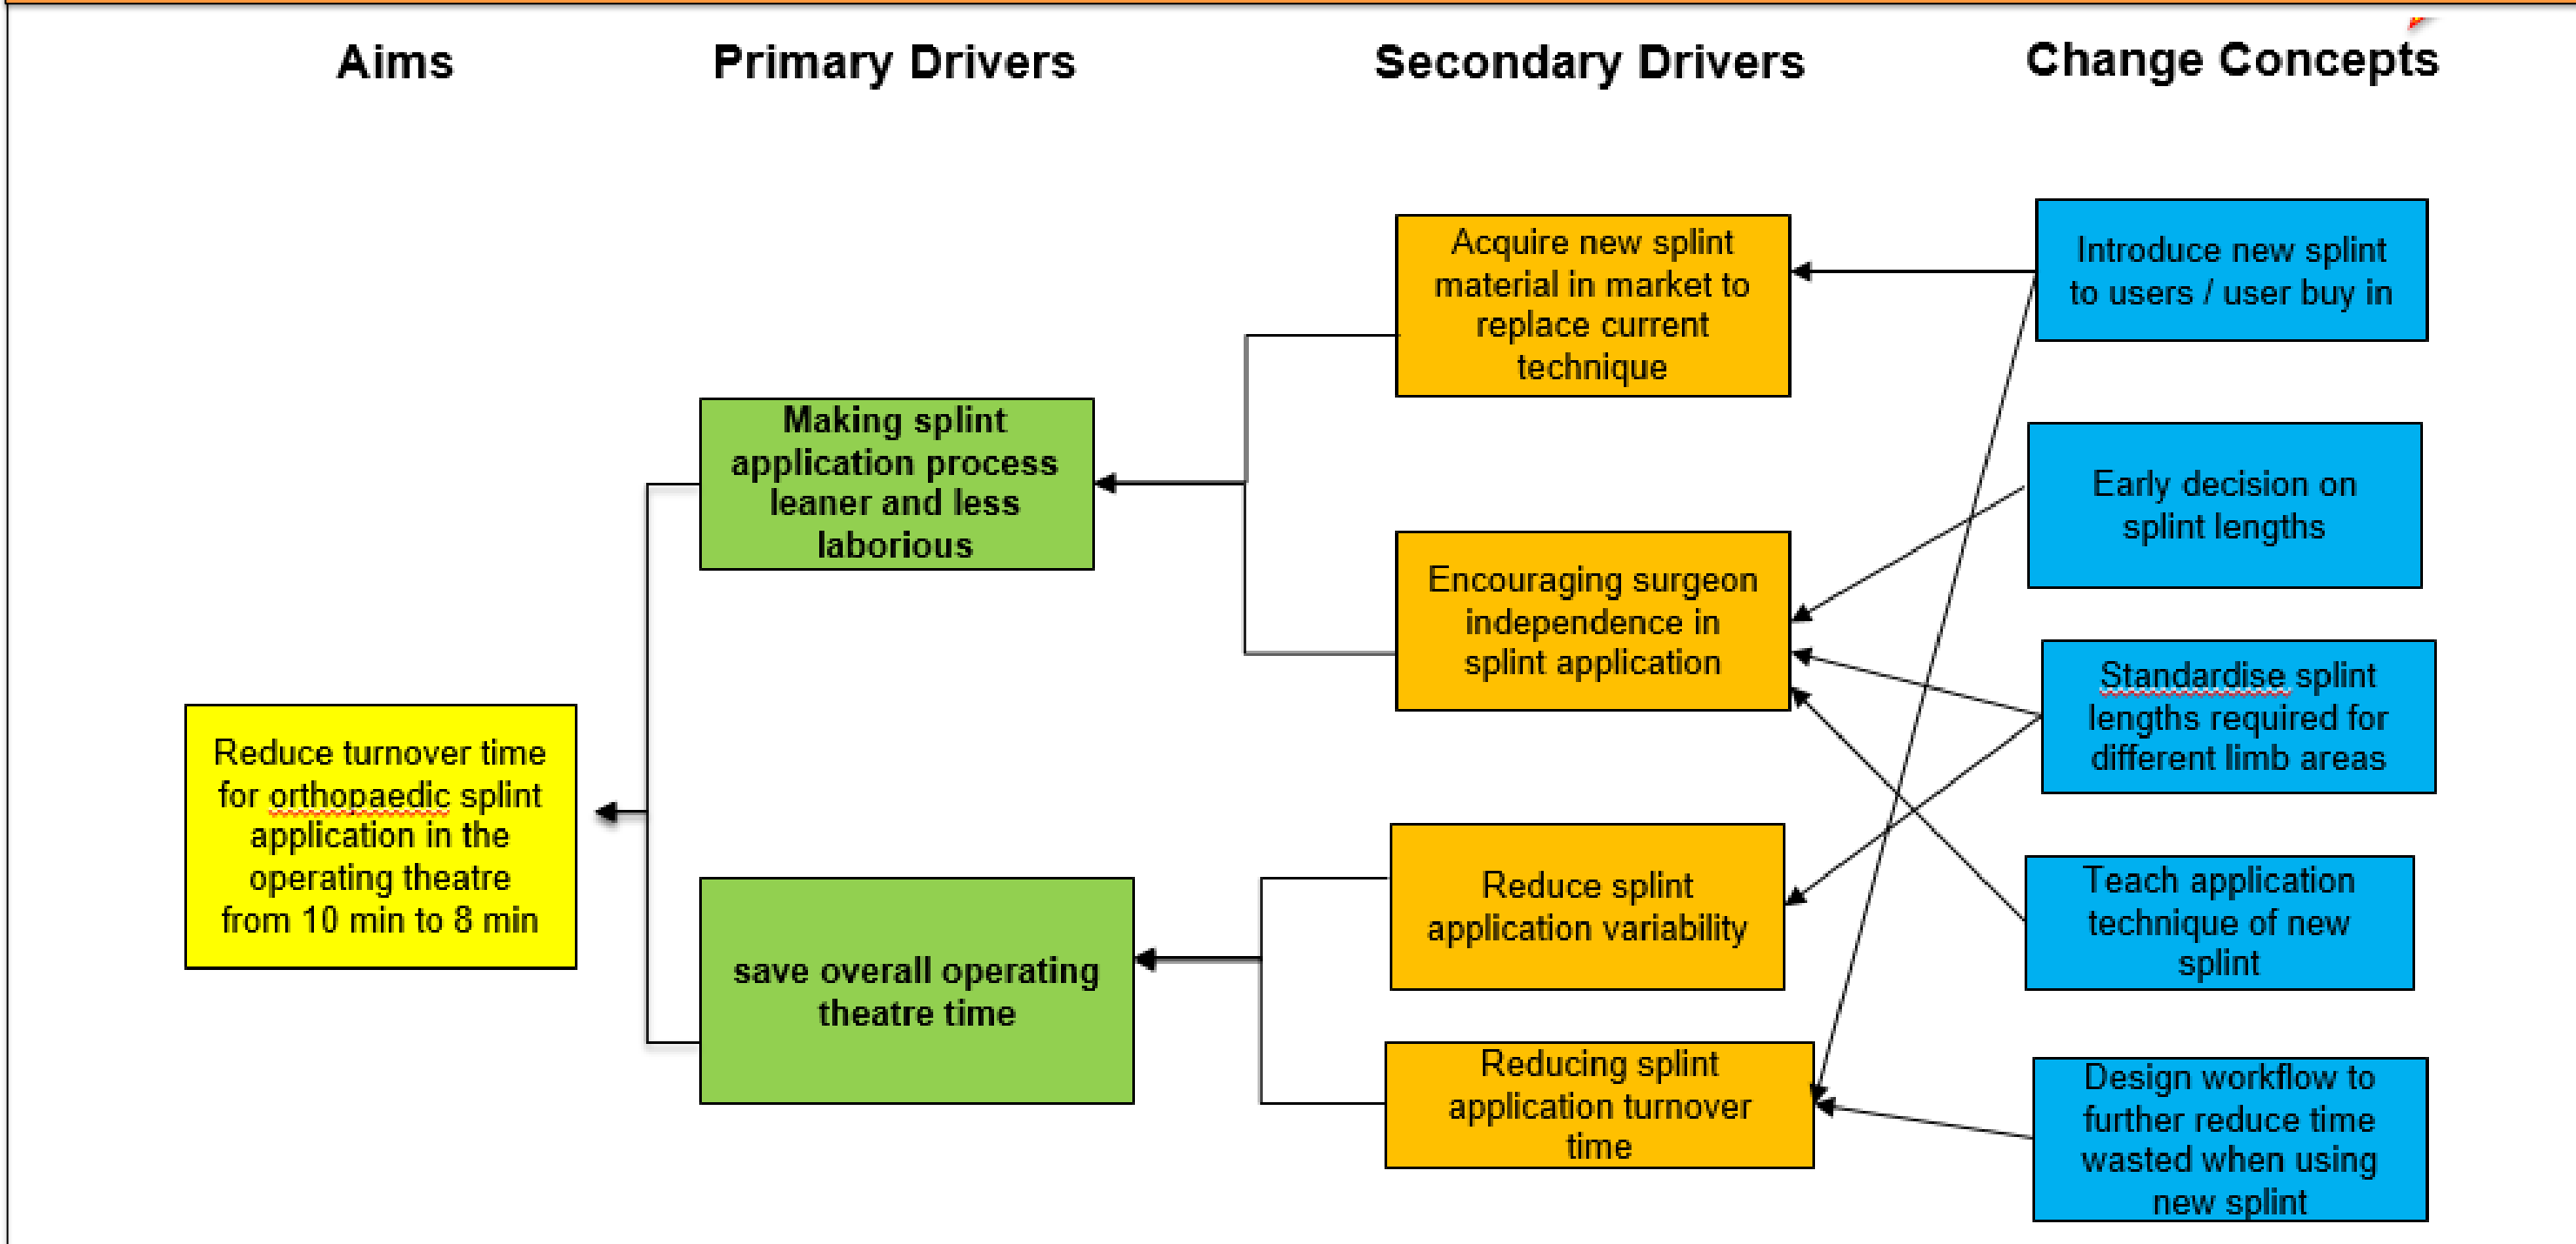 Aims
Primary Drivers
Secondary Drivers
Change Concepts
Reduce turnover time
for orthopaedic splint
application in the
operating theatre
from 10 min to 8 min
Making splint
application process
leaner and less
laborious
save overall operating
theatre time
Acquire new splint
material in market to
replace current
technique
Encouraging surgeon
independence in
splint application
Reduce splint
application variability
Reducing splint
application turnover
time
Introduce new splint
to users / user buy in
Early decision on
splint lengths
Standardise splint
lengths required for
different limb areas
Teach application
technique of new
splint
Design workflow to
further reduce time
wasted when using
new splint